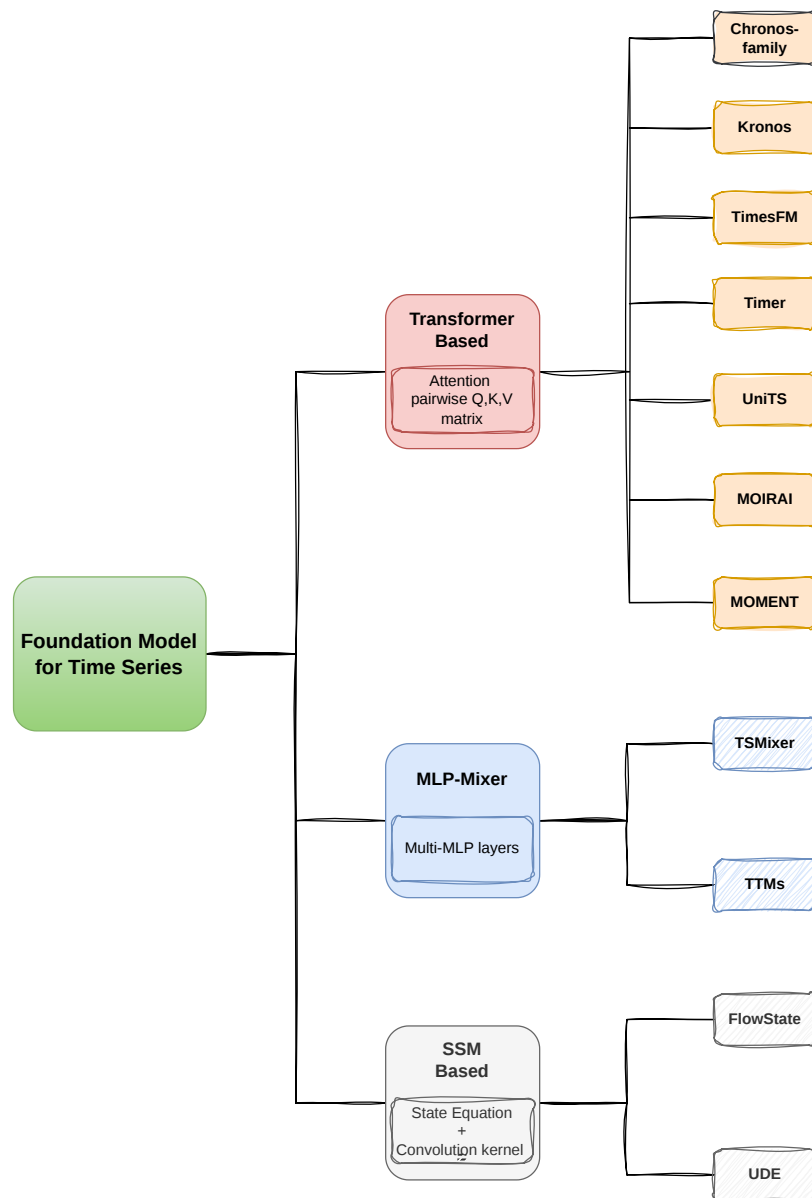 Chronos-
family
Kronos
TimesFM
Timer
Transformer
Based
Attention
pairwise Q,K,V
matrix
UniTS
MOIRAI
MOMENT
Foundation Model
for Time Series
TSMixer
MLP-Mixer
Multi-MLP layers
TTMs
FlowState
SSM
Based
State Equation
+
Convolution kernel
UDE